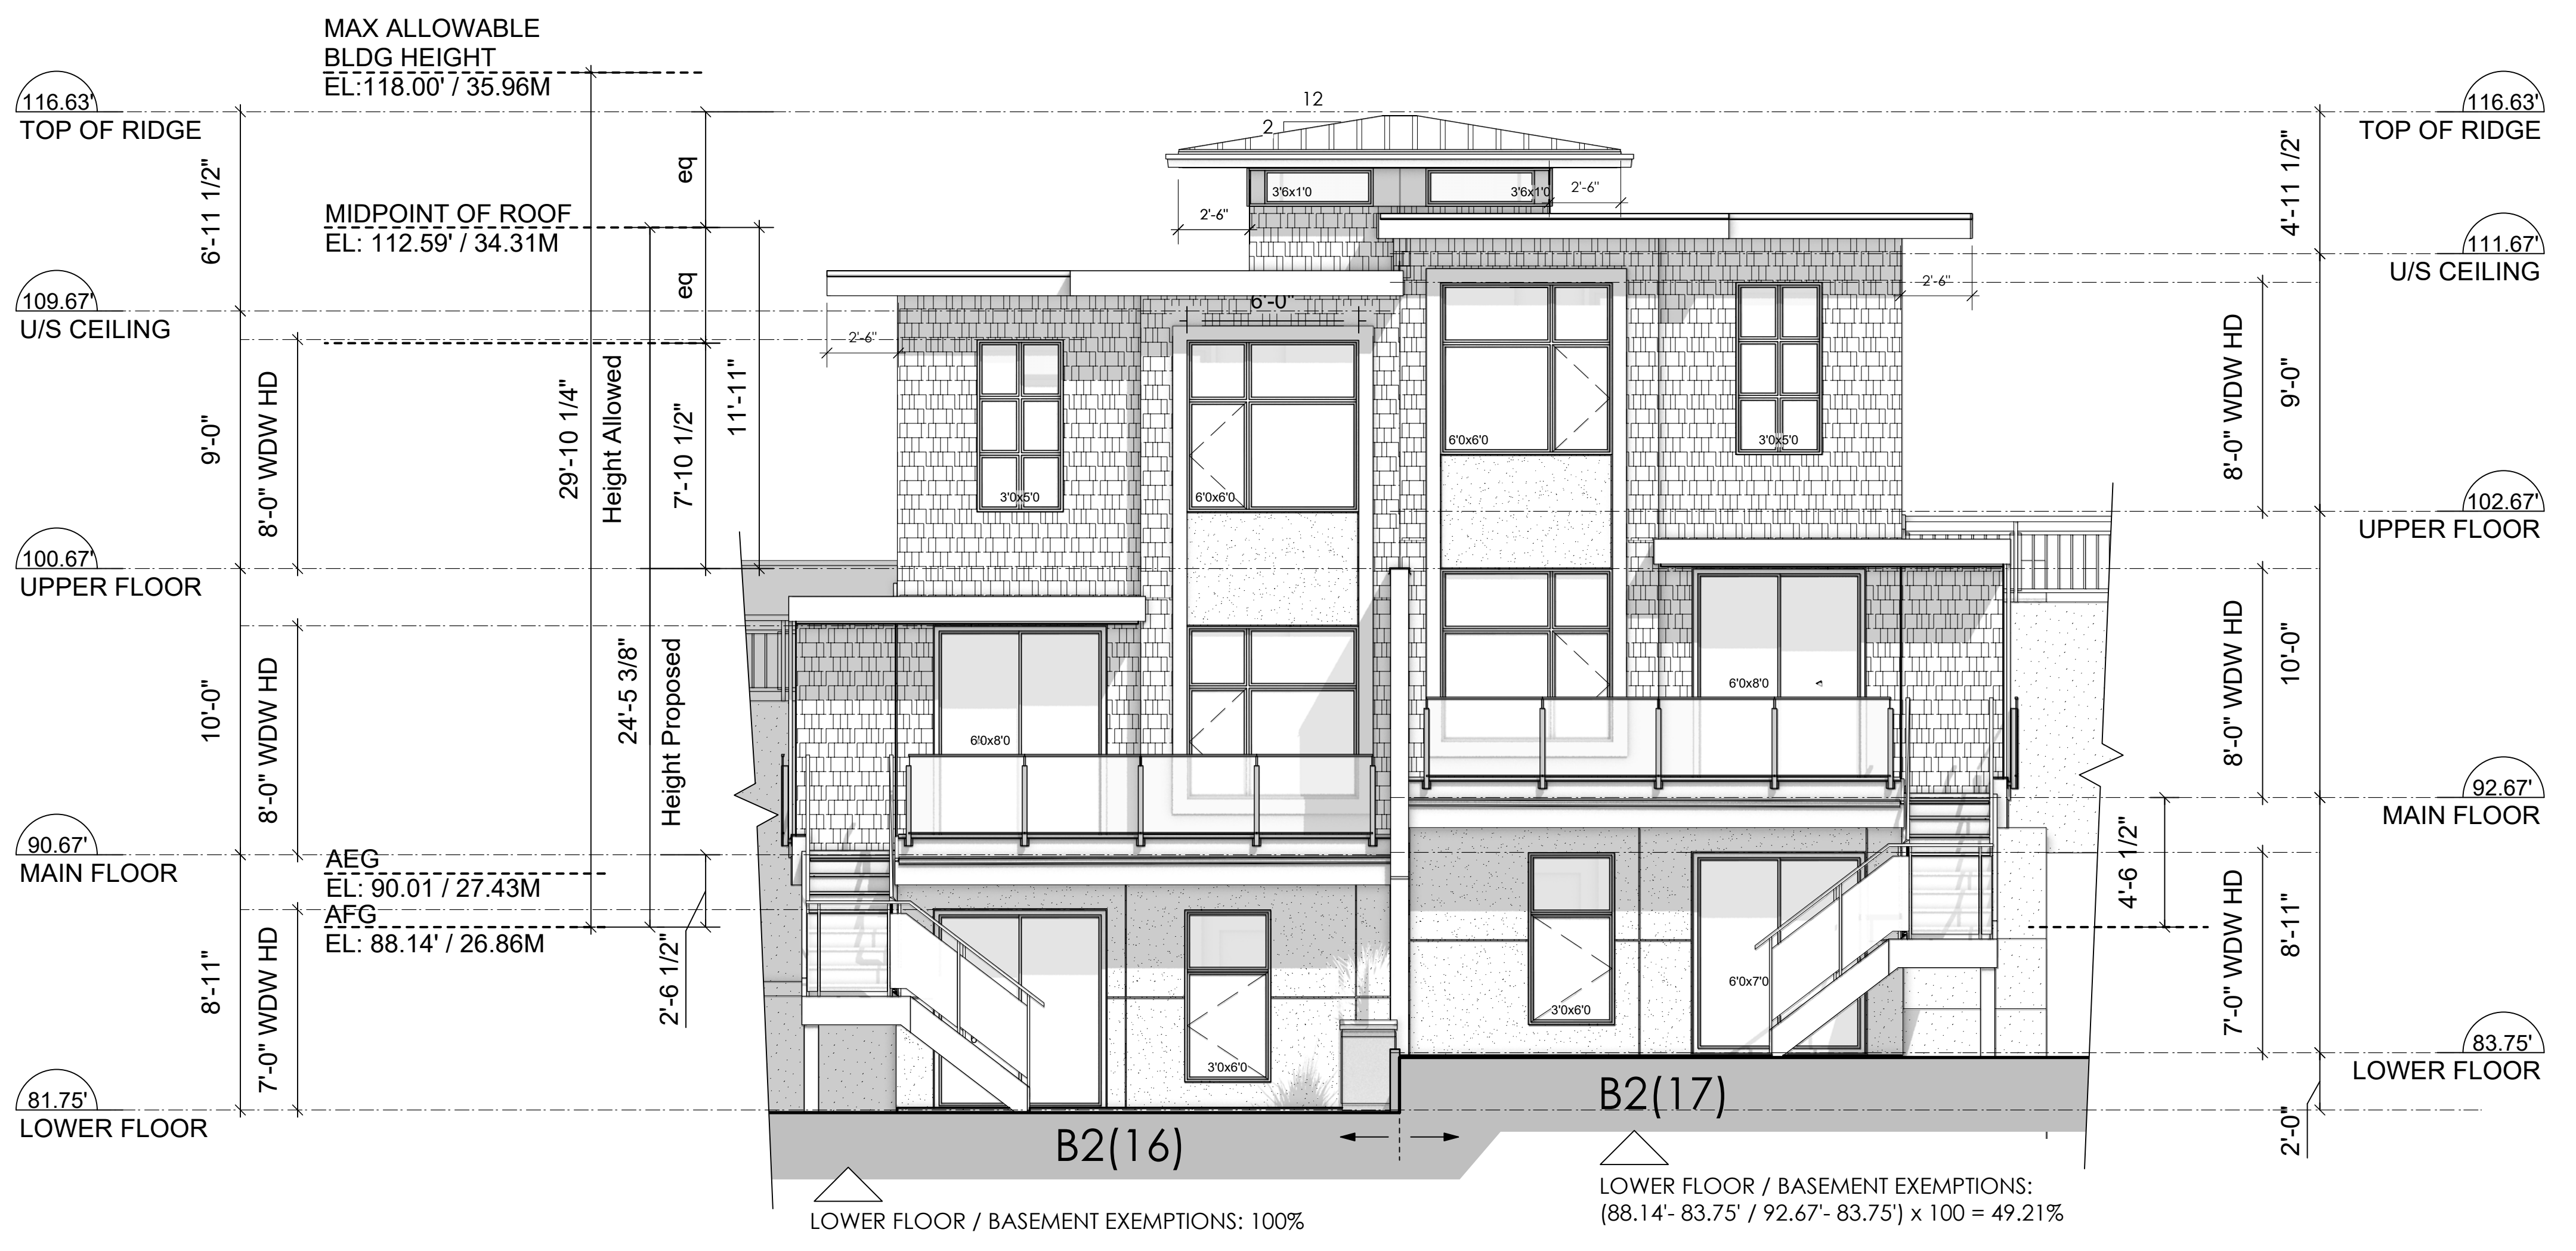 MAX ALLOWABLE
BLDG HEIGHT
EL:118.00' / 35.96M
116.63'
TOP OF RIDGE
6'-11 1/2"
MIDPOINT OF ROOF
EL: 112.59' / 34.31M
109.67'
U/S CEILING
9'-0"
8'-0" WDW HD
100.67'
UPPER FLOOR
10'-0"
8'-0" WDW HD
90.67'
MAIN FLOOR
AEG
EL: 90.01 / 27.43M
AFG
EL: 88.14' / 26.86M
8'-11"
7'-0" WDW HD
81.75'
LOWER FLOOR
29'-10 1/4"
Height Allowed
24'-5 3/8"
Height Proposed
eq
eq
7'-10 1/2"
11'-11"
2'-6 1/2"
12
2
3'6x1'0
3'6x1'0
2'-6"
2'-6"
2'-6"
2'-6"
6'-0"
3'0x5'0
6'0x6'0
6'0x6'0
3'0x5'0
6'0x8'0
6'0x8'0
3'0x6'0
3'0x6'0
6'0x7'0
B2(16)
B2(17)
LOWER FLOOR / BASEMENT EXEMPTIONS: 100%
LOWER FLOOR / BASEMENT EXEMPTIONS:
(88.14'- 83.75' / 92.67'- 83.75') x 100 = 49.21%
116.63'
TOP OF RIDGE
4'-11 1/2"
111.67'
U/S CEILING
8'-0" WDW HD
9'-0"
102.67'
UPPER FLOOR
8'-0" WDW HD
10'-0"
92.67'
MAIN FLOOR
4'-6 1/2"
7'-0" WDW HD
8'-11"
83.75'
LOWER FLOOR
2'-0"